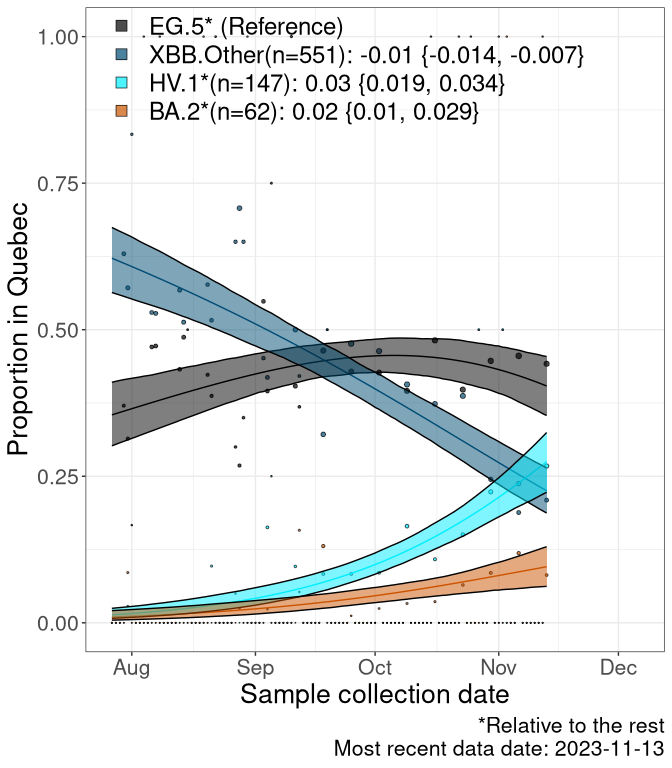 EG.5* (Reference)
XBB.Other(n=551): -0.01 {-0.014, -0.007}
HV.1*(n=147): 0.03 {0.019, 0.034}
BA.2*(n=62): 0.02 {0.01, 0.029}
1.00
0.75
0.50
0.25
0.00
Proportion in Quebec
Aug Sep Oct Nov Dec
Sample collection date
*Relative to the rest
Most recent data date: 2023-11-13